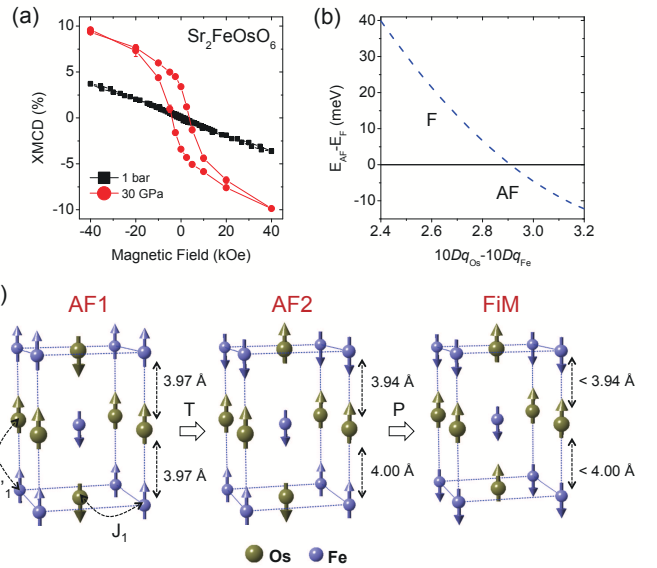 (a)
Sr2FeOsO6
10
5
0
-5
-10
XMCD (%)
1 bar
30 GPa
-40 -20 0 20 40
Magnetic Field (kOe)
(b)
40
30
20
10
0
-10
E_AF-E_F (meV)
F
AF
2.4 2.6 2.8 3.0 3.2
10Dq_Os-10Dq_Fe
)
AF1 AF2 FiM
3.97 Å 3.94 Å < 3.94 Å
T P
3.97 Å 4.00 Å < 4.00 Å
'1 J1
Os Fe